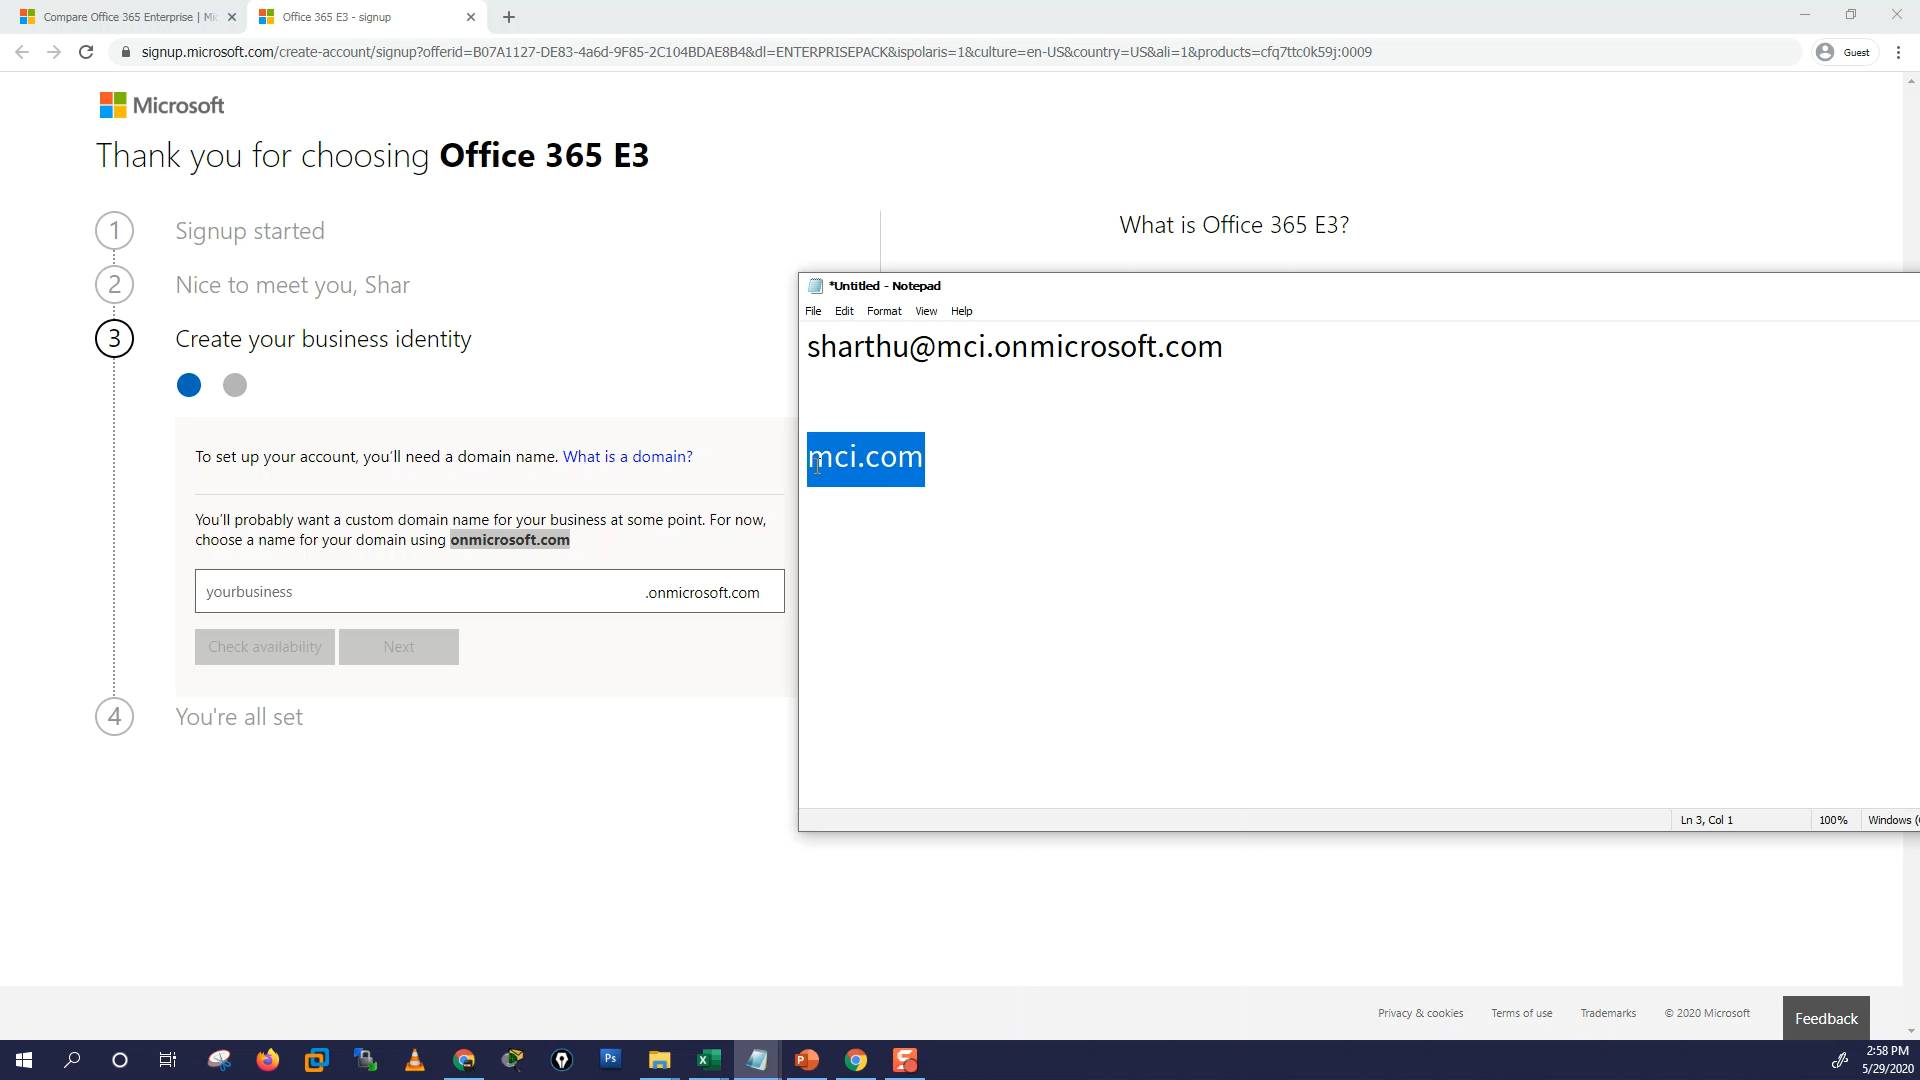 Compare Office 365 Enterprise | Mic
Office 365 E3 - signup
signup.microsoft.com/create-account/signup?offerid=B07A1127-DE83-4a6d-9F85-2C104BDAE8B4&dl=ENTERPRISEPACK&ispolaris=1&culture=en-US&country=US&ali=1&products=cfq7ttc0k59j:0009
Guest
Microsoft
Thank you for choosing Office 365 E3
1 Signup started
2 Nice to meet you, Shar
3 Create your business identity
To set up your account, you'll need a domain name. What is a domain?
You'll probably want a custom domain name for your business at some point. For now,
choose a name for your domain using onmicrosoft.com
yourbusiness .onmicrosoft.com
Check availability Next
4 You're all set
What is Office 365 E3?
*Untitled - Notepad
File Edit Format View Help
sharthu@mci.onmicrosoft.com
mci.com
Ln 3, Col 1 100% Windows (
Privacy & cookies Terms of use Trademarks © 2020 Microsoft
Feedback
Ps
2:58 PM
5/29/2020